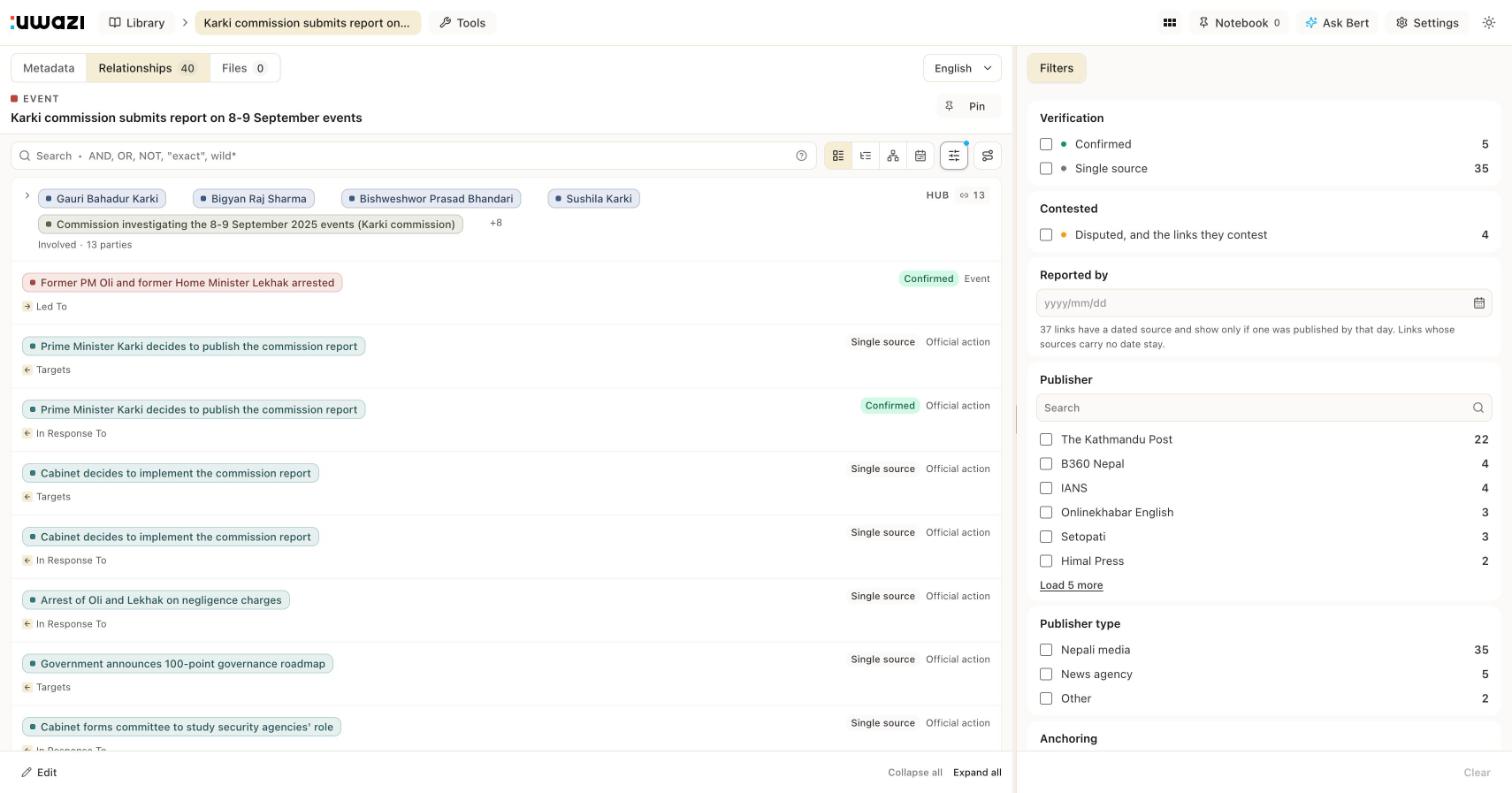 :uwazi
Library
Karki commission submits report on...
Tools
Notebook 0
Ask Bert
Settings
Metadata
Relationships 40
Files 0
English
EVENT
Karki commission submits report on 8-9 September events
Pin
Search • AND, OR, NOT, "exact", wild*
Gauri Bahadur Karki
Bigyan Raj Sharma
Bishweshwor Prasad Bhandari
Sushila Karki
HUB 13
Commission investigating the 8-9 September 2025 events (Karki commission)
+8
Involved · 13 parties
Former PM Oli and former Home Minister Lekhak arrested
Confirmed Event
Led To
Prime Minister Karki decides to publish the commission report
Single source Official action
Targets
Prime Minister Karki decides to publish the commission report
Confirmed Official action
In Response To
Cabinet decides to implement the commission report
Single source Official action
Targets
Cabinet decides to implement the commission report
Single source Official action
In Response To
Arrest of Oli and Lekhak on negligence charges
Single source Official action
In Response To
Government announces 100-point governance roadmap
Single source Official action
Targets
Cabinet forms committee to study security agencies' role
Single source Official action
In Response To
Edit
Collapse all
Expand all
Filters
Verification
Confirmed 5
Single source 35
Contested
Disputed, and the links they contest 4
Reported by
yyyy/mm/dd
37 links have a dated source and show only if one was published by that day. Links whose
sources carry no date stay.
Publisher
Search
The Kathmandu Post 22
B360 Nepal 4
IANS 4
Onlinekhabar English 3
Setopati 3
Himal Press 2
Load 5 more
Publisher type
Nepali media 35
News agency 5
Other 2
Anchoring
Clear